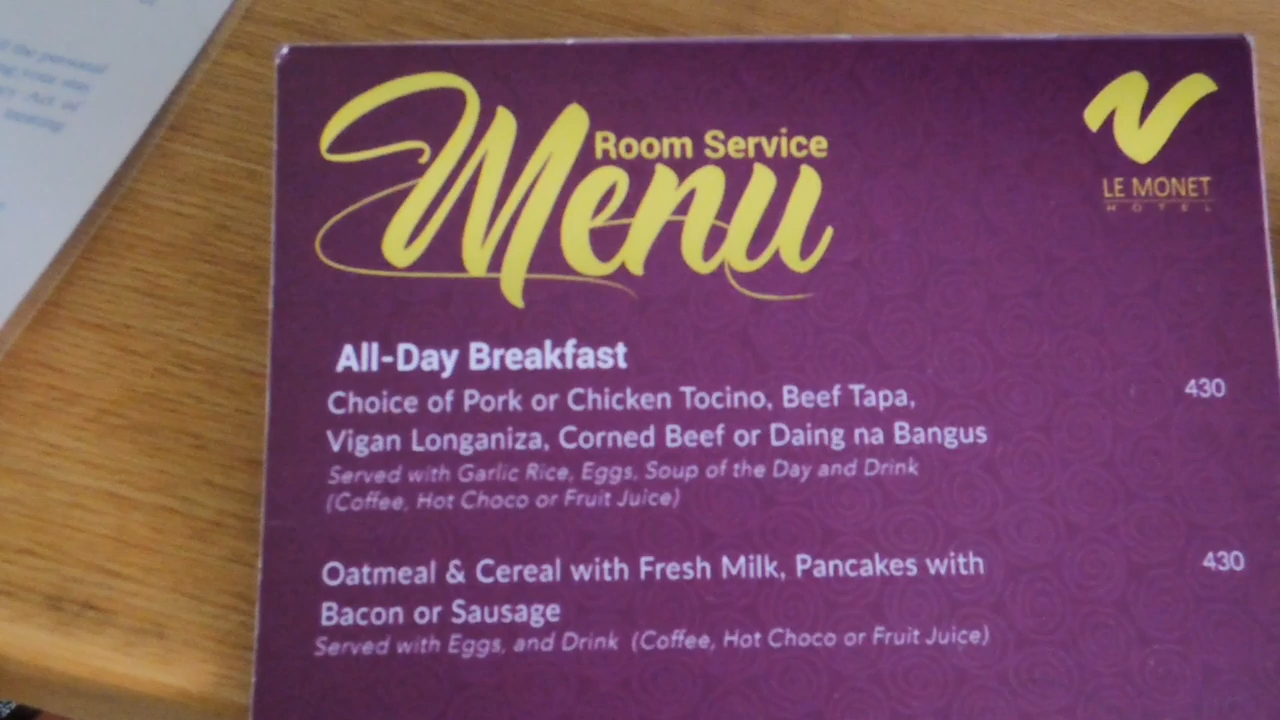 Room Service
Menu
LE MONET
HOTEL
All-Day Breakfast
Choice of Pork or Chicken Tocino, Beef Tapa, 430
Vigan Longaniza, Corned Beef or Daing na Bangus
Served with Garlic Rice, Eggs, Soup of the Day and Drink
(Coffee, Hot Choco or Fruit Juice)
Oatmeal & Cereal with Fresh Milk, Pancakes with 430
Bacon or Sausage
Served with Eggs, and Drink (Coffee, Hot Choco or Fruit Juice)